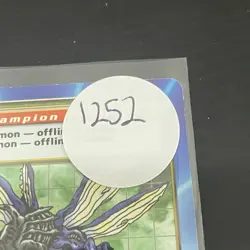 1252
ampion
mon — offlin
mon — offlin